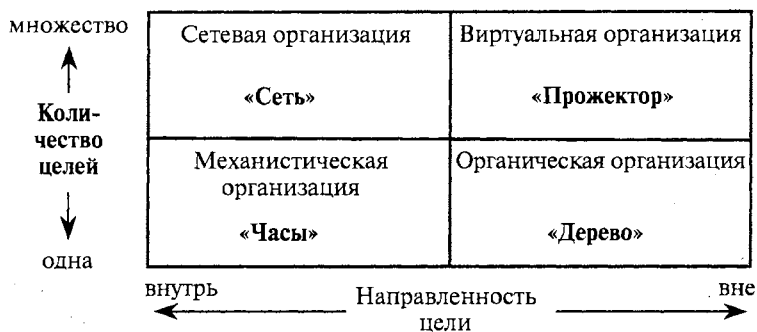 множество
Сетевая организация
Виртуальная организация
«Сеть»
«Прожектор»
Коли-
чество
целей
Механистическая
организация
Органическая организация
«Часы»
«Дерево»
одна
внутрь
вне
Направленность
цели